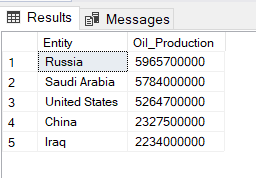 Results Messages
Entity Oil_Production
1 Russia 5965700000
2 Saudi Arabia 5784000000
3 United States 5264700000
4 China 2327500000
5 Iraq 2234000000